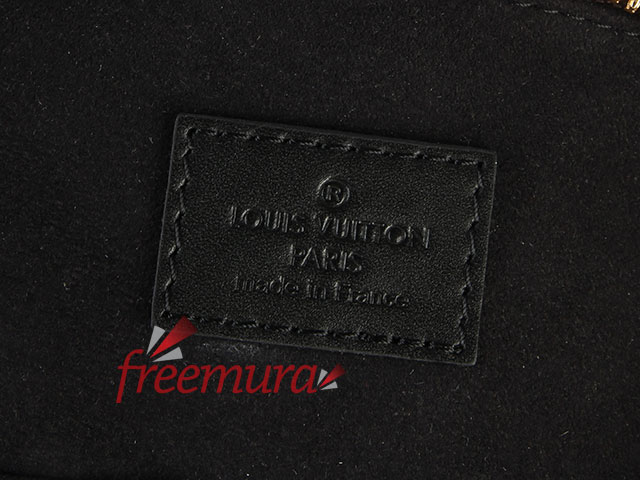 ®
LOUIS VUITTON
PARIS
made in France
freemura